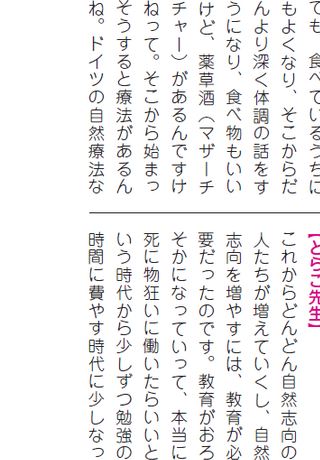 ても、食べているうちに
もよくなり、そこからだ
んより深く体調の話をす
うになり、食べ物もいい
けど、薬草酒（マザーチ
チャー）があるんですけ
ねって。そこから始まっ
そうすると療法があるん
ね。ドイツの自然療法な
【とらこ先生】
これからどんどん自然志向の
人たちが増えていくし、自然
志向を増やすには、教育が必
要だったのです。教育がおろ
そかになっていって、本当に
死に物狂いに働いたらいいと
いう時代から少しずつ勉強の
時間に費やす時代に少しなっ